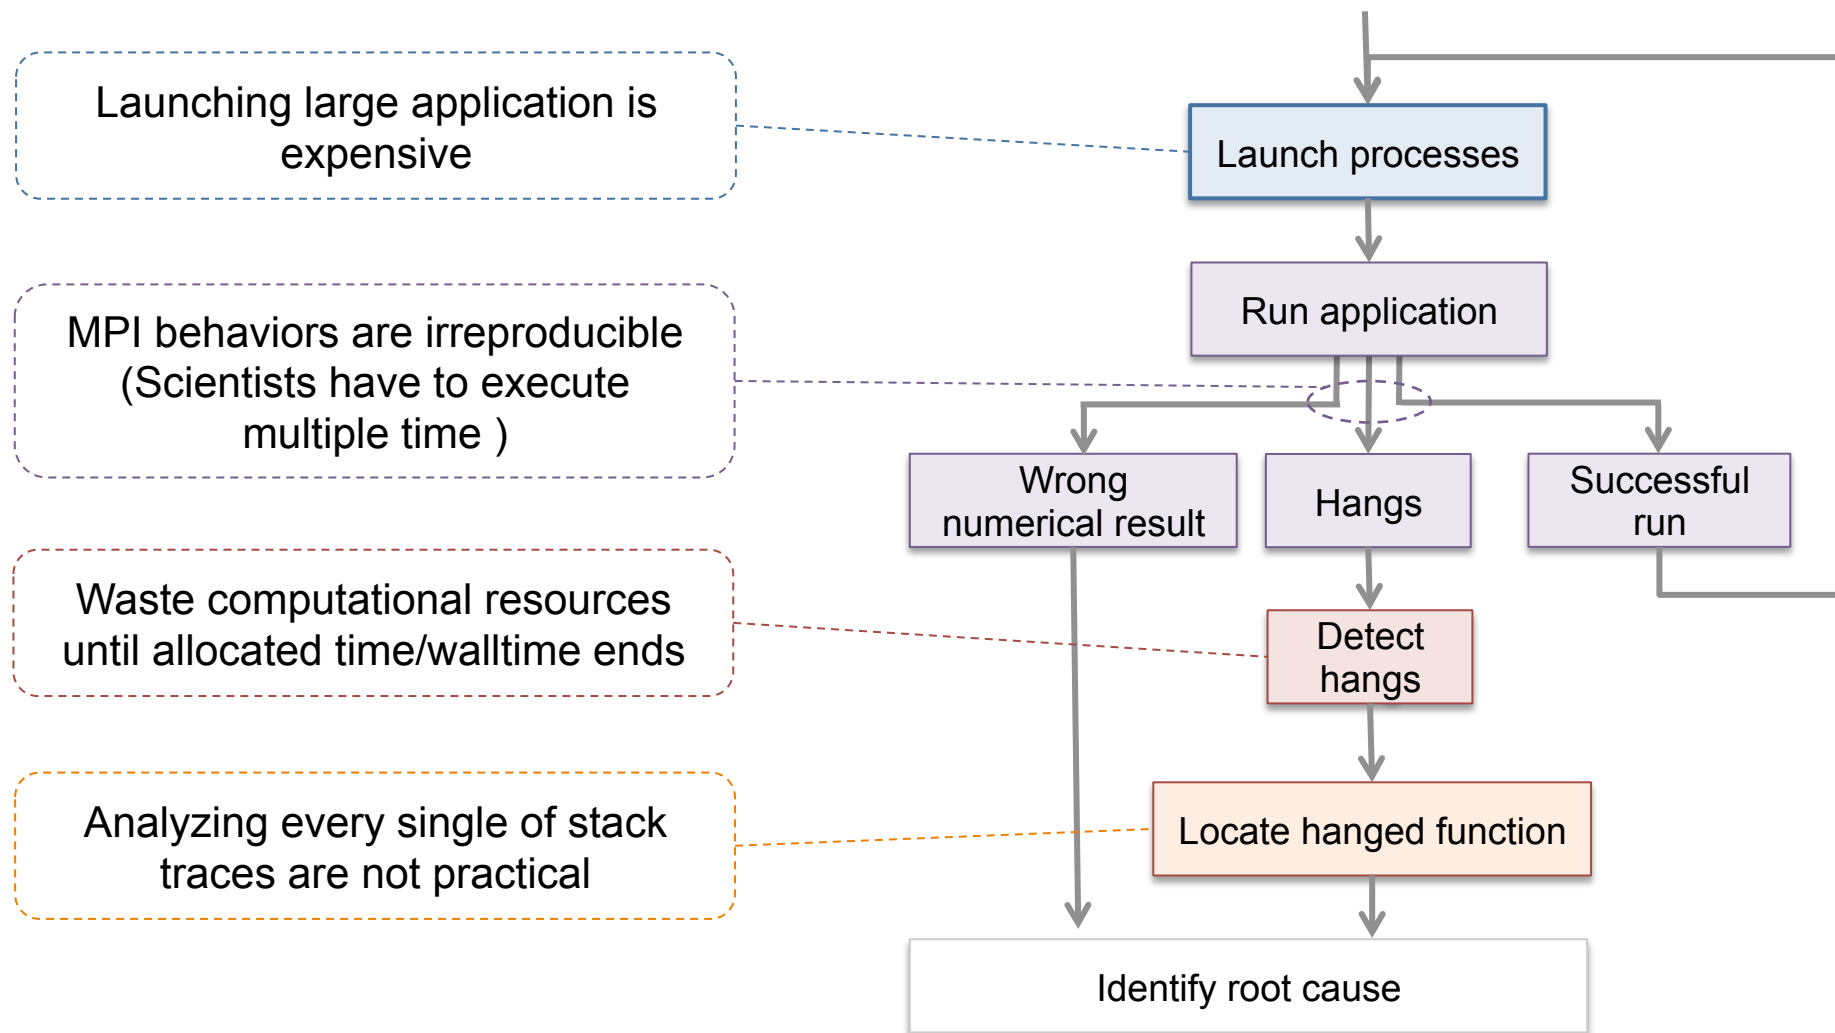 Launching large application is
expensive
Launch processes
Run application
MPI behaviors are irreproducible
(Scientists have to execute
multiple time )
Wrong
numerical result
Hangs
Successful
run
Waste computational resources
until allocated time/walltime ends
Detect
hangs
Analyzing every single of stack
traces are not practical
Locate hanged function
Identify root cause